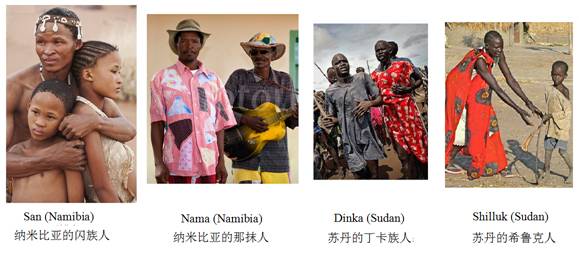 San (Namibia)
纳米比亚的闪族人
Nama (Namibia)
纳米比亚的那抹人
Dinka (Sudan)
苏丹的丁卡族人
Shilluk (Sudan)
苏丹的希鲁克人